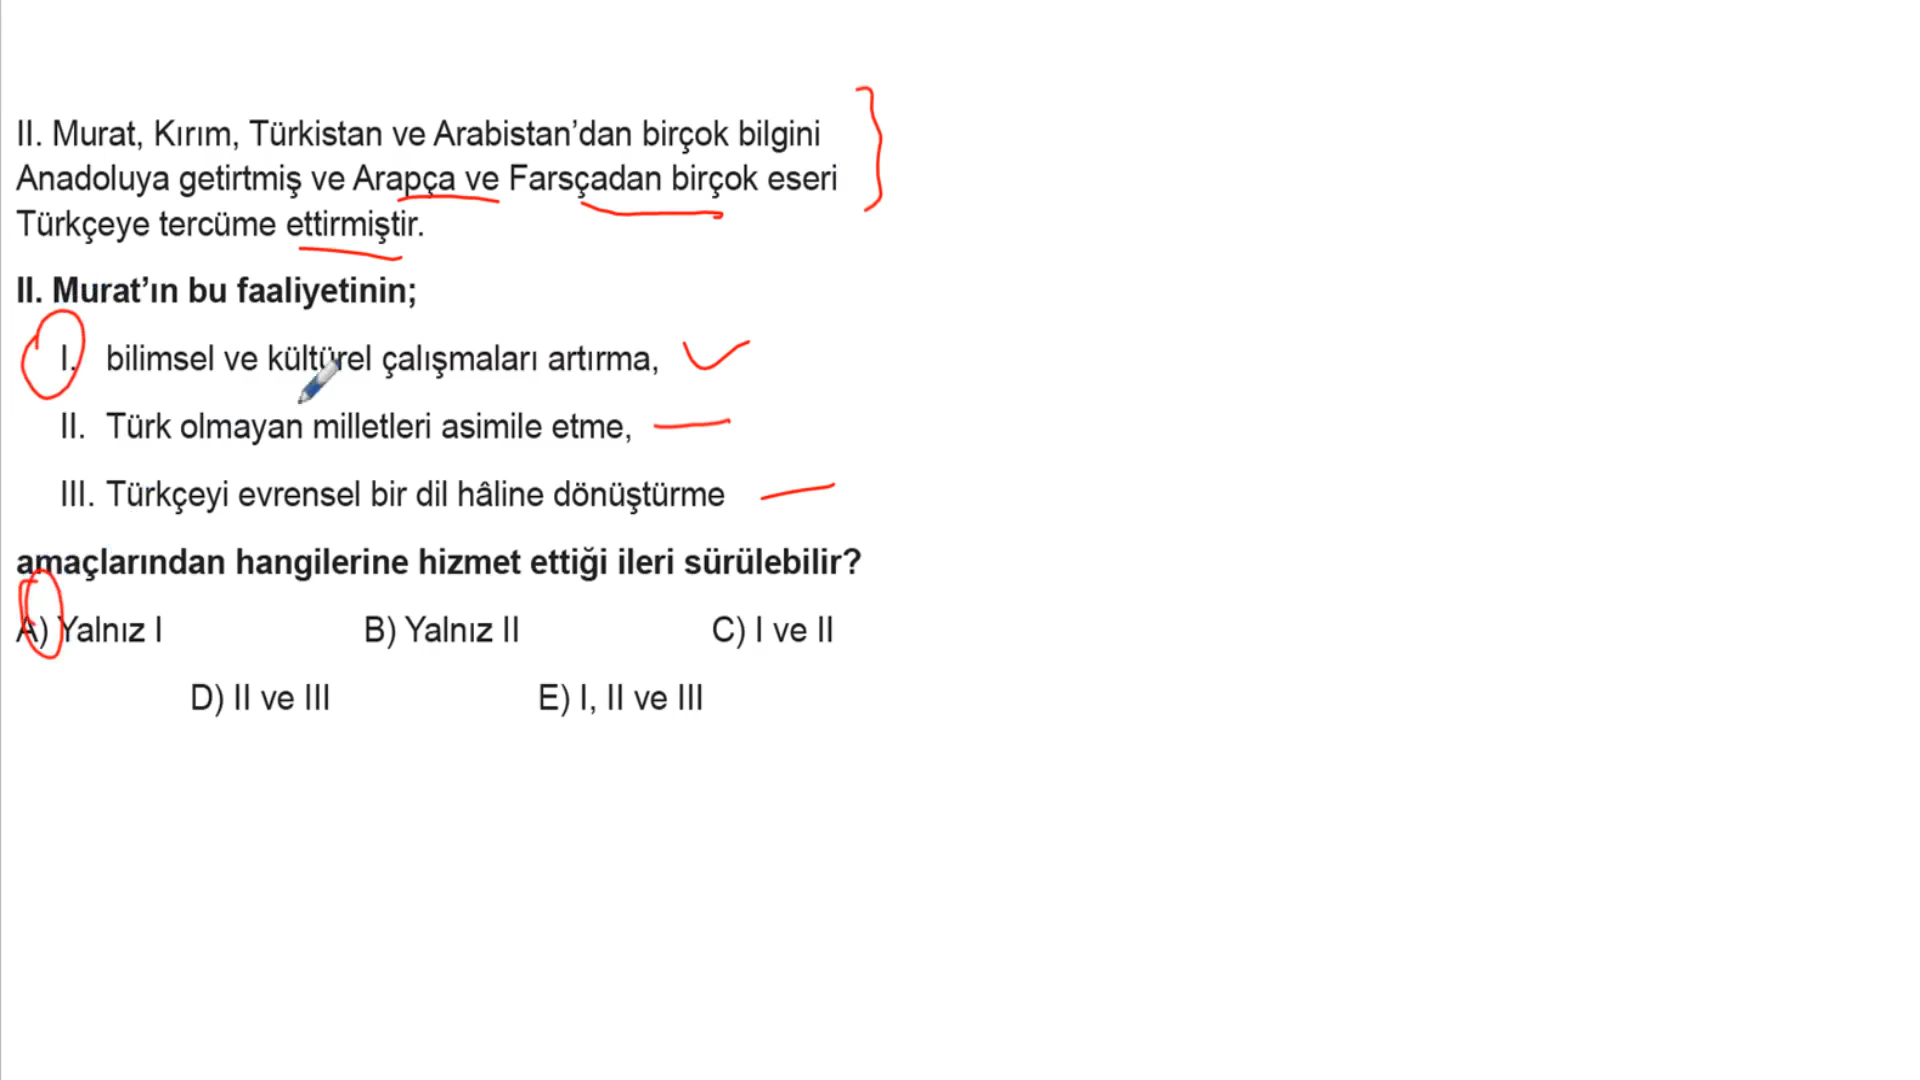 II. Murat, Kırım, Türkistan ve Arabistan’dan birçok bilgini
Anadoluya getirtmiş ve Arapça ve Farsçadan birçok eseri
Türkçeye tercüme ettirmiştir.
II. Murat’ın bu faaliyetinin;
I. bilimsel ve kültürel çalışmaları artırma,
II. Türk olmayan milletleri asimile etme,
III. Türkçeyi evrensel bir dil hâline dönüştürme
amaçlarından hangilerine hizmet ettiği ileri sürülebilir?
A) Yalnız I B) Yalnız II C) I ve II
D) II ve III E) I, II ve III